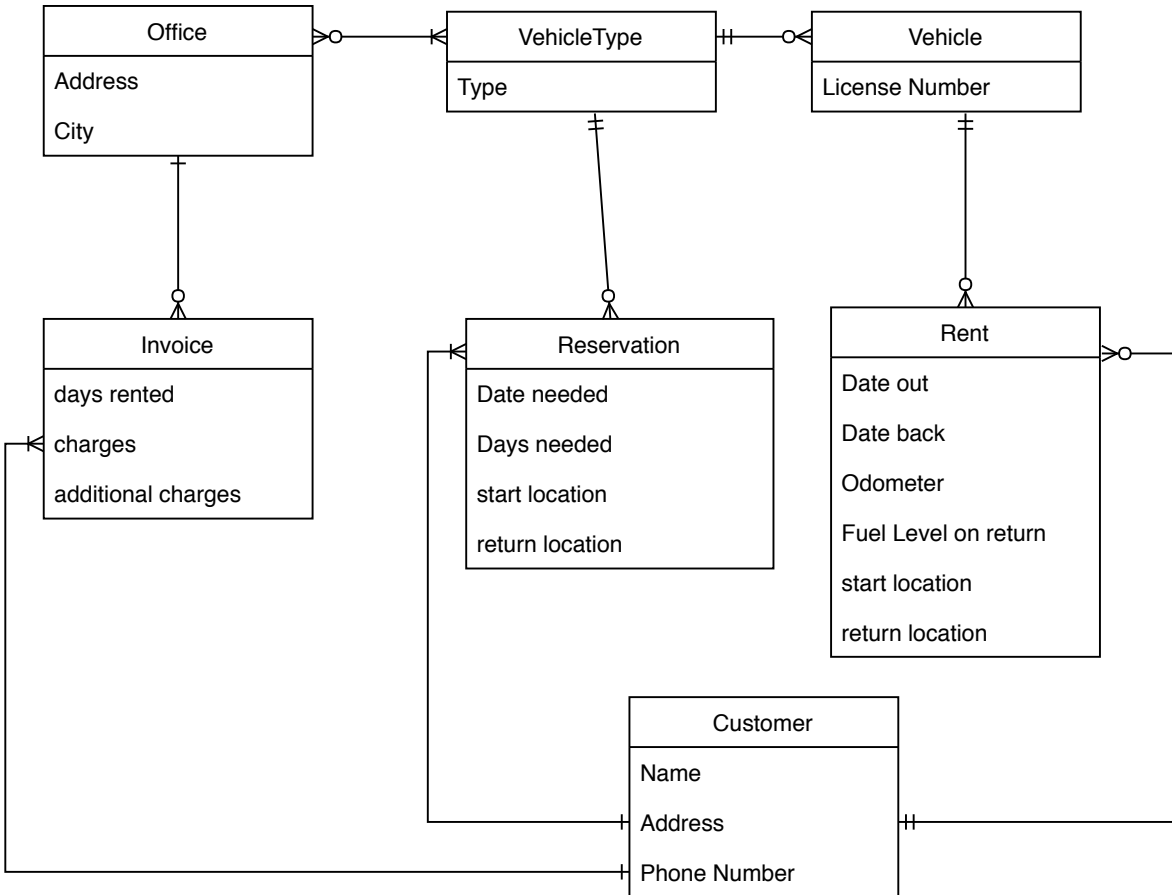 Office
Address
City
VehicleType
Type
Vehicle
License Number
Invoice
days rented
charges
additional charges
Reservation
Date needed
Days needed
start location
return location
Rent
Date out
Date back
Odometer
Fuel Level on return
start location
return location
Customer
Name
Address
Phone Number